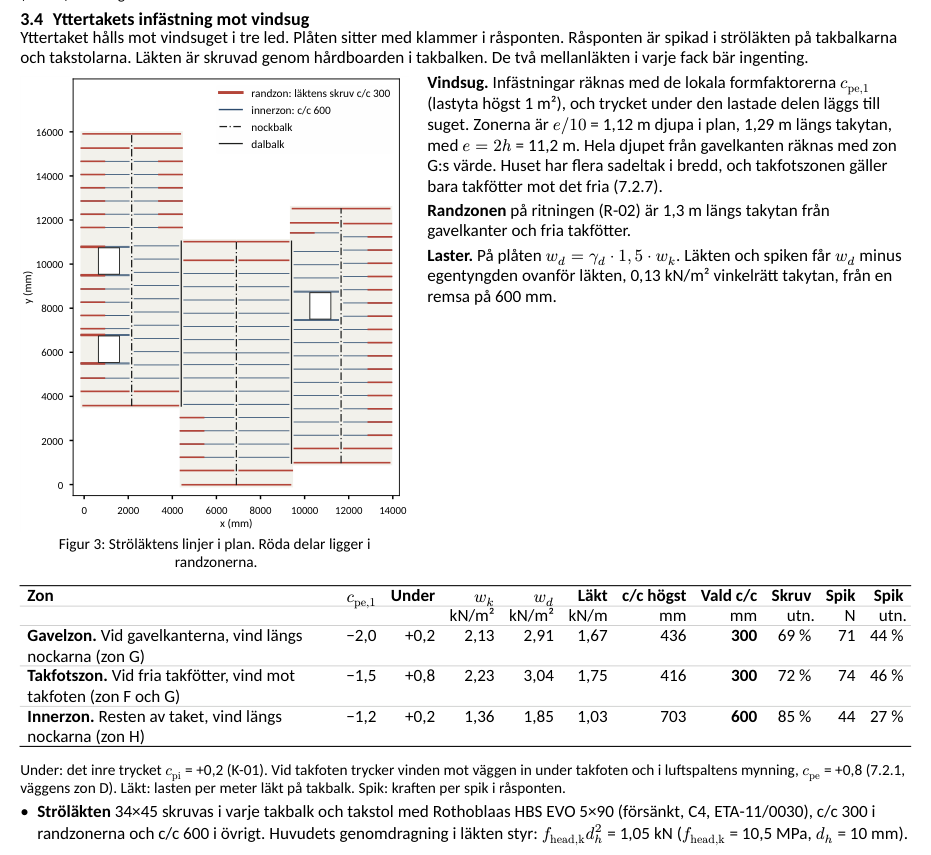 3.4 Yttertakets infästning mot vindsug
Yttertaket hålls mot vindsuget i tre led. Plåten sitter med klammer i råsponten. Råsponten är spikad i ströläkten på takbalkarna
och takstolarna. Läkten är skruvad genom hårdboarden i takbalken. De två mellanläkten i varje fack bär ingenting.
randzon: läktens skruv c/c 300
innerzon: c/c 600
nockbalk
dalbalk
16000
14000
12000
10000
8000
6000
4000
2000
0
y (mm)
0 2000 4000 6000 8000 10000 12000 14000
x (mm)
Figur 3: Ströläktens linjer i plan. Röda delar ligger i
randzonerna.
Vindsug. Infästningar räknas med de lokala formfaktorerna c_pe,1
(lastyta högst 1 m²), och trycket under den lastade delen läggs till
suget. Zonerna är e/10 = 1,12 m djupa i plan, 1,29 m längs takytan,
med e = 2h = 11,2 m. Hela djupet från gavelkanten räknas med zon
G:s värde. Huset har flera sadeltak i bredd, och takfotszonen gäller
bara takfötter mot det fria (7.2.7).
Randzonen på ritningen (R-02) är 1,3 m längs takytan från
gavelkanter och fria takfötter.
Laster. På plåten w_d = γ_d · 1, 5 · w_k. Läkten och spiken får w_d minus
egentyngden ovanför läkten, 0,13 kN/m² vinkelrätt takytan, från en
remsa på 600 mm.
Zon c_pe,1 Under w_k w_d Läkt c/c högst Vald c/c Skruv Spik Spik
kN/m² kN/m² kN/m mm mm utn. N utn.
Gavelzon. Vid gavelkanterna, vind längs −2,0 +0,2 2,13 2,91 1,67 436 300 69 % 71 44 %
nockarna (zon G)
Takfotszon. Vid fria takfötter, vind mot −1,5 +0,8 2,23 3,04 1,75 416 300 72 % 74 46 %
takfoten (zon F och G)
Innerzon. Resten av taket, vind längs −1,2 +0,2 1,36 1,85 1,03 703 600 85 % 44 27 %
nockarna (zon H)
Under: det inre trycket c_pi = +0,2 (K-01). Vid takfoten trycker vinden mot väggen in under takfoten och i luftspaltens mynning, c_pe = +0,8 (7.2.1,
väggens zon D). Läkt: lasten per meter läkt på takbalk. Spik: kraften per spik i råsponten.
• Ströläkten 34×45 skruvas i varje takbalk och takstol med Rothoblaas HBS EVO 5×90 (försänkt, C4, ETA-11/0030), c/c 300 i
randzonerna och c/c 600 i övrigt. Huvudets genomdragning i läkten styr: f_head,k d_h² = 1,05 kN (f_head,k = 10,5 MPa, d_h = 10 mm).